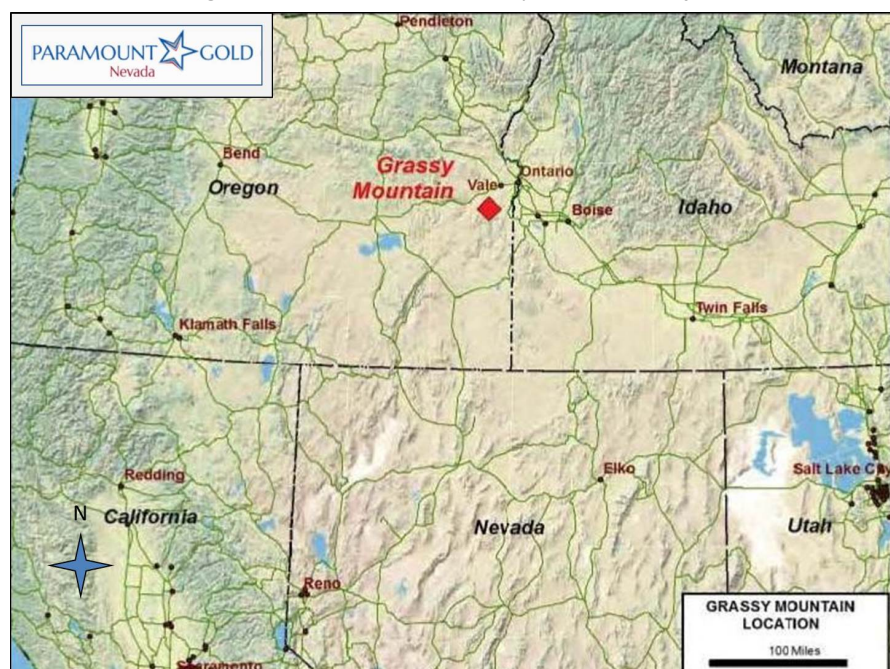 PARAMOUNT GOLD
Nevada
Pendleton
Montana
Bend
Grassy
Mountain
Oregon
Vale
Ontario
Boise
Idaho
Twin Falls
Klamath Falls
Redding
Elko
Salt Lake City
N
California
Nevada
Utah
Reno
GRASSY MOUNTAIN
LOCATION
100 Miles
Sacramento